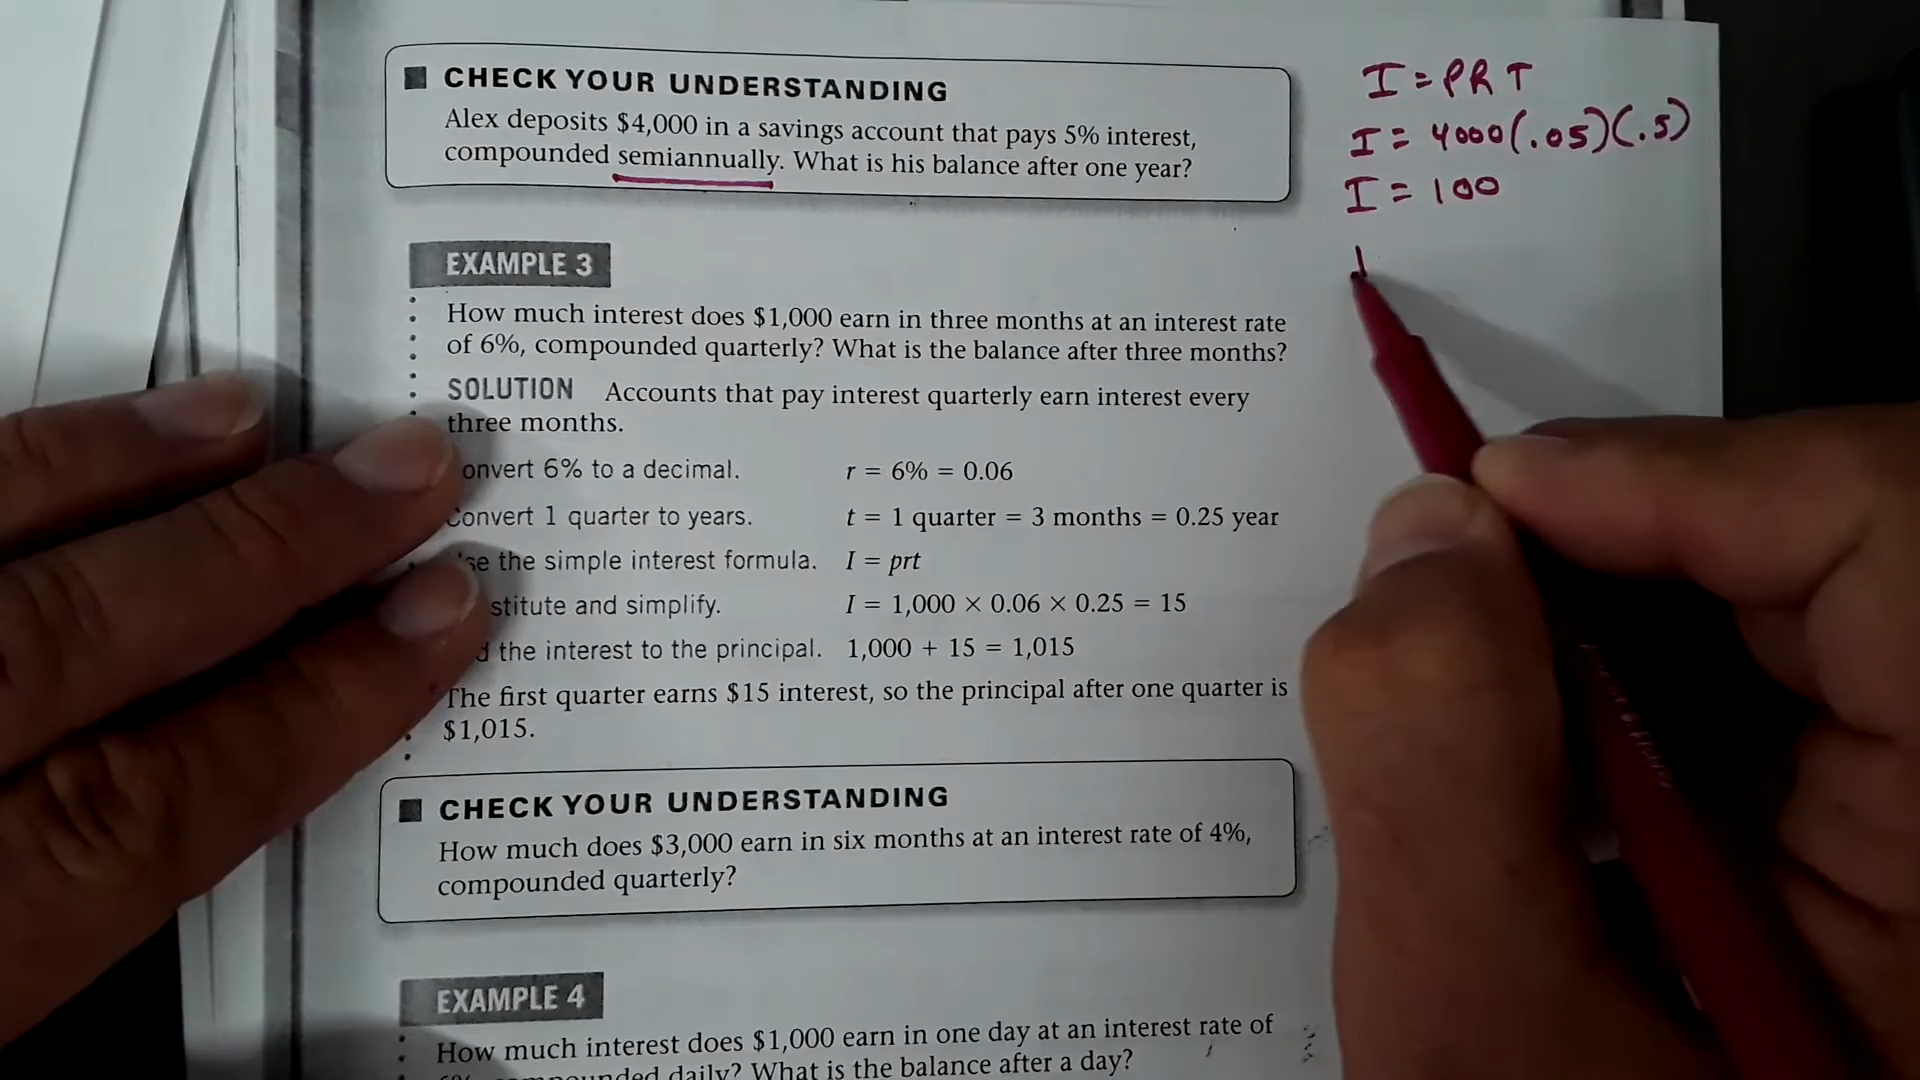 CHECK YOUR UNDERSTANDING
Alex deposits $4,000 in a savings account that pays 5% interest,
compounded semiannually. What is his balance after one year?
I = PRT
I = 4000(.05)(.5)
I = 100
EXAMPLE 3
How much interest does $1,000 earn in three months at an interest rate
of 6%, compounded quarterly? What is the balance after three months?
SOLUTION Accounts that pay interest quarterly earn interest every
three months.
onvert 6% to a decimal. r = 6% = 0.06
Convert 1 quarter to years. t = 1 quarter = 3 months = 0.25 year
se the simple interest formula. I = prt
stitute and simplify. I = 1,000 × 0.06 × 0.25 = 15
d the interest to the principal. 1,000 + 15 = 1,015
The first quarter earns $15 interest, so the principal after one quarter is
$1,015.
CHECK YOUR UNDERSTANDING
How much does $3,000 earn in six months at an interest rate of 4%,
compounded quarterly?
EXAMPLE 4
How much interest does $1,000 earn in one day at an interest rate of
6%, compounded daily? What is the balance after a day?